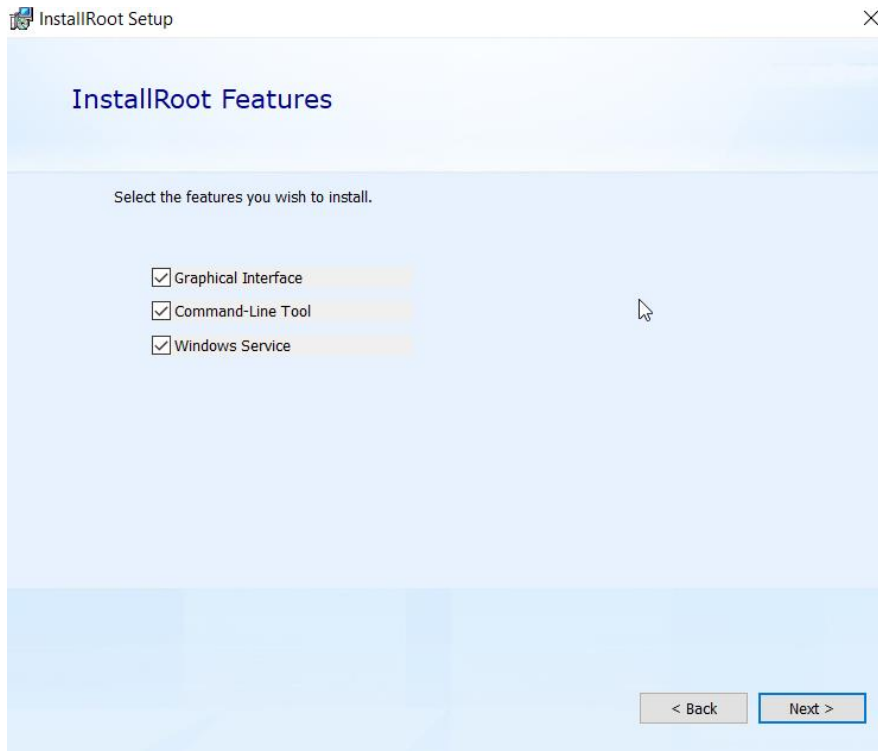 InstallRoot Setup
InstallRoot Features
Select the features you wish to install.
Graphical Interface
Command-Line Tool
Windows Service
< Back Next >